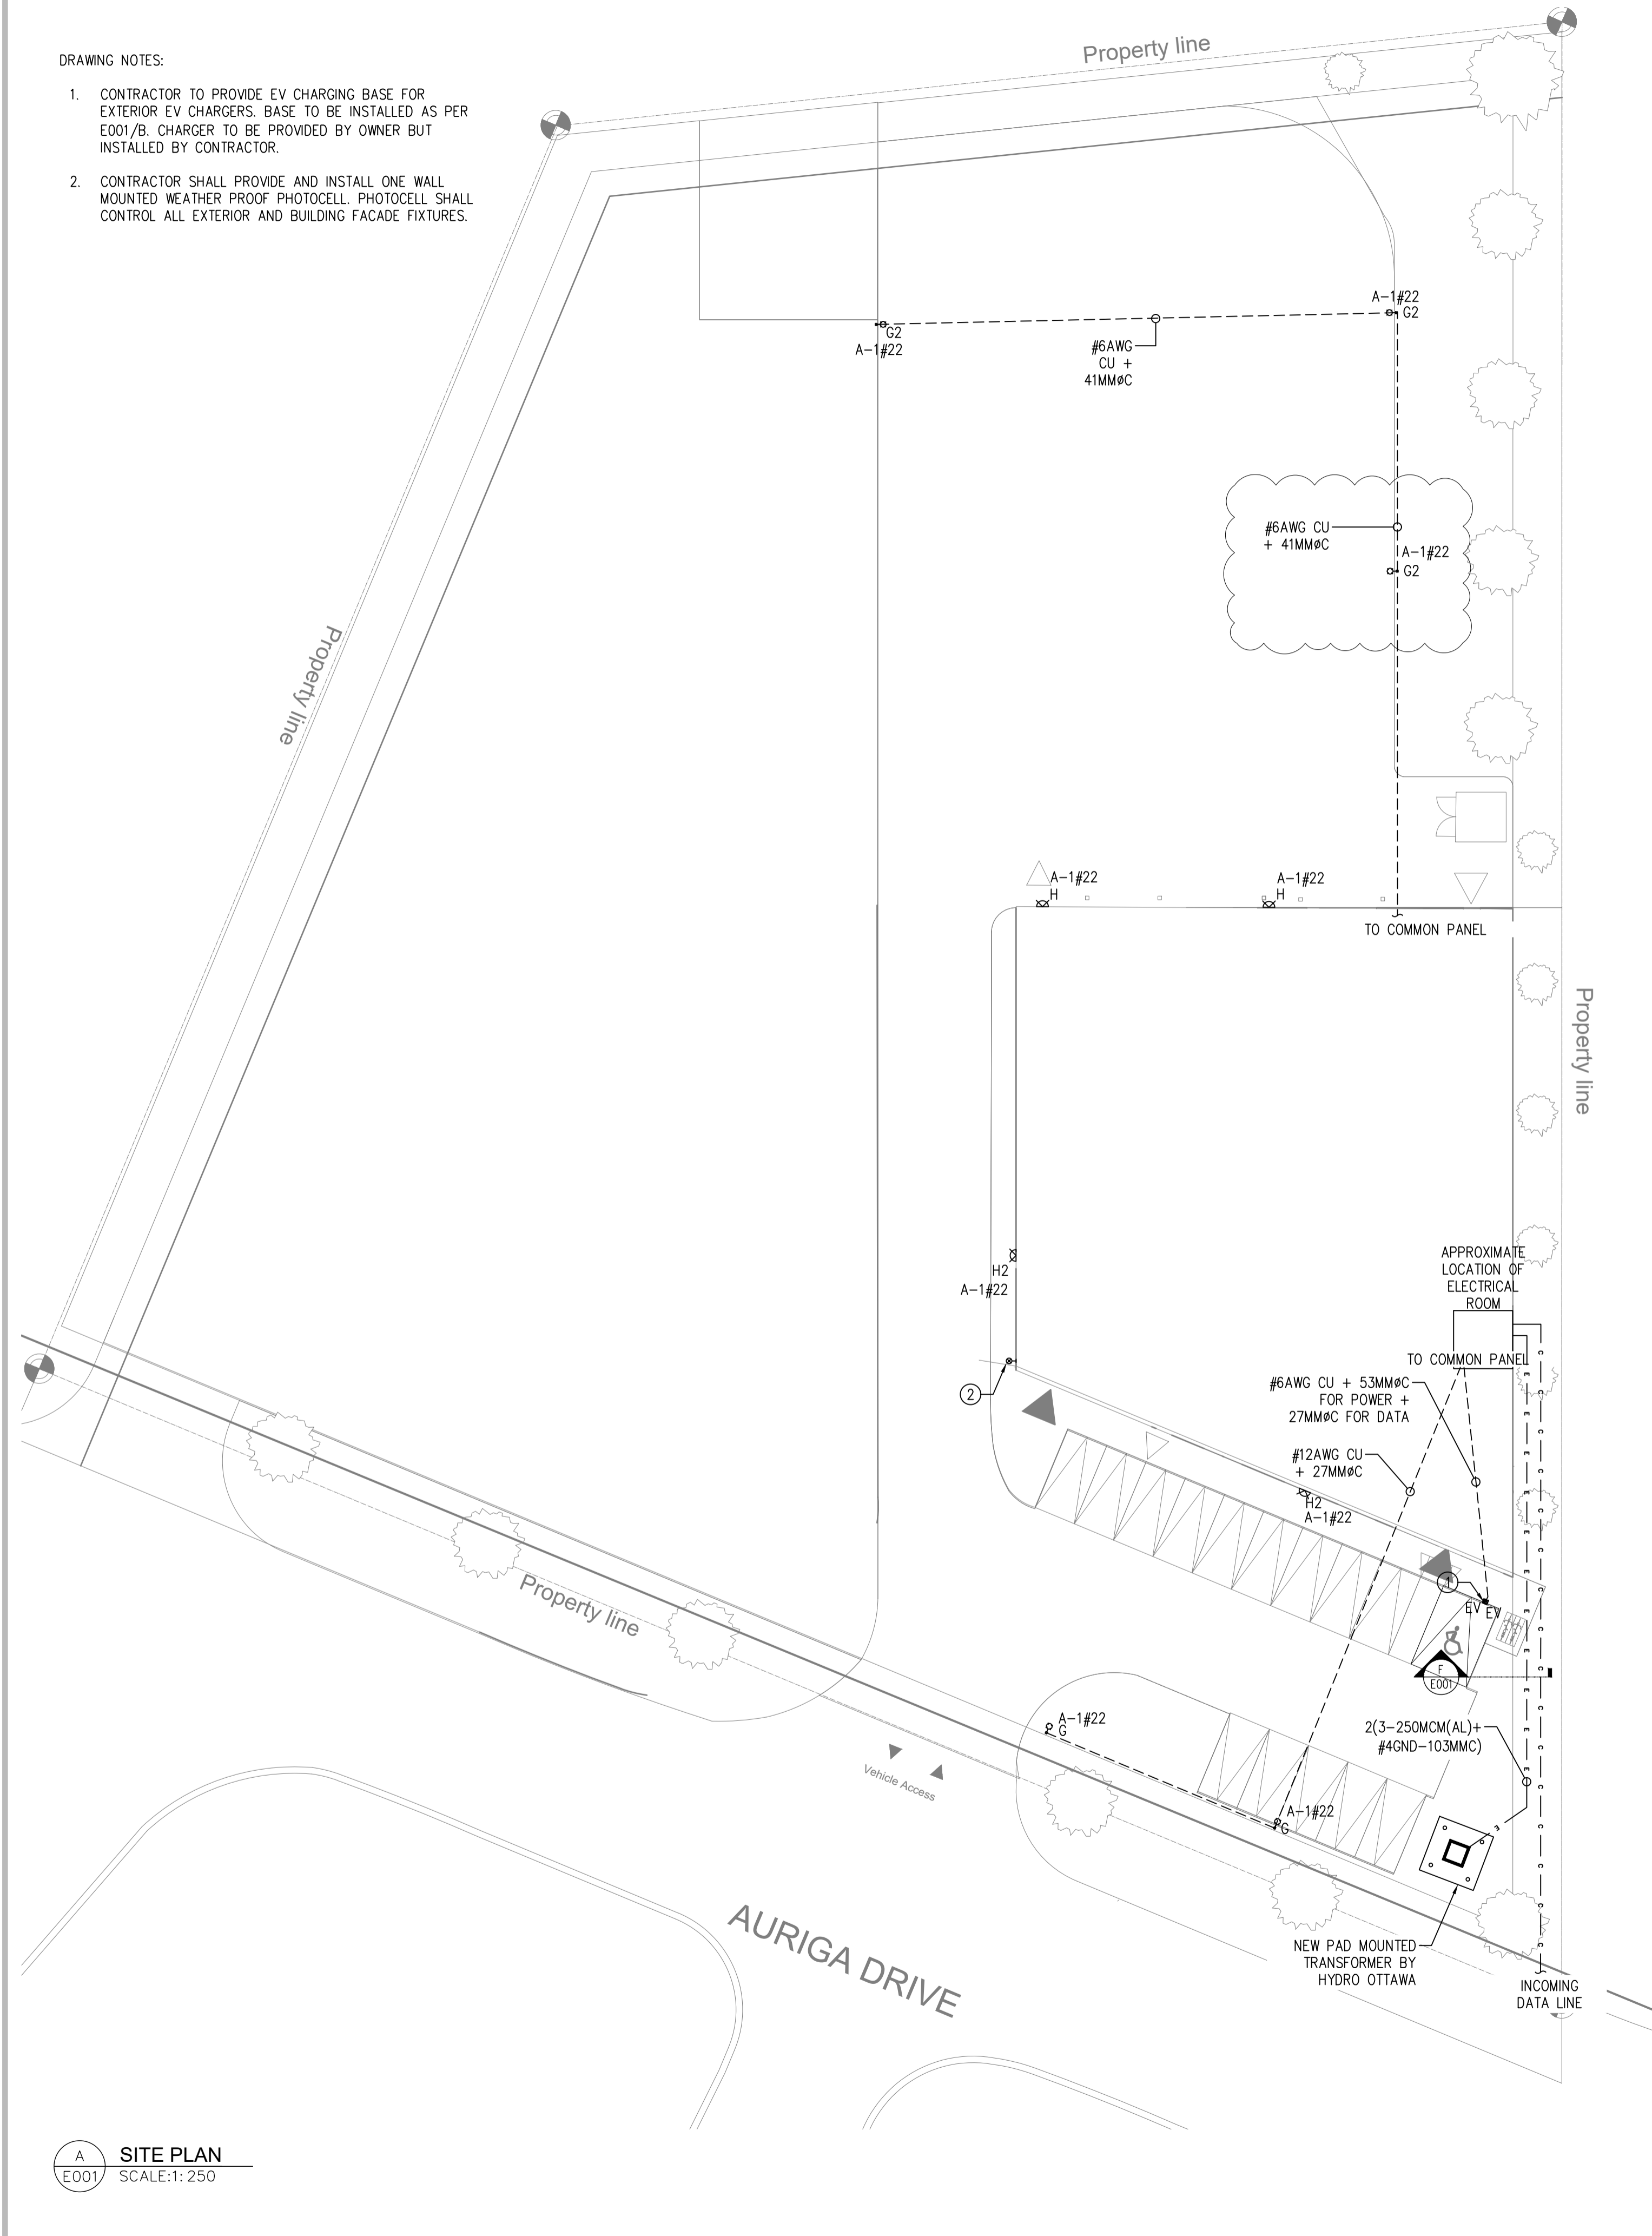 Property line
DRAWING NOTES:
1. CONTRACTOR TO PROVIDE EV CHARGING BASE FOR
EXTERIOR EV CHARGERS. BASE TO BE INSTALLED AS PER
E001/B. CHARGER TO BE PROVIDED BY OWNER BUT
INSTALLED BY CONTRACTOR.
2. CONTRACTOR SHALL PROVIDE AND INSTALL ONE WALL
MOUNTED WEATHER PROOF PHOTOCELL. PHOTOCELL SHALL
CONTROL ALL EXTERIOR AND BUILDING FACADE FIXTURES.
A-1#22
G2
G2
A-1#22
#6AWG
CU +
41MMØC
#6AWG CU
+ 41MMØC
A-1#22
G2
Property line
A-1#22
H
A-1#22
H
TO COMMON PANEL
Property line
H2
A-1#22
APPROXIMATE
LOCATION OF
ELECTRICAL
ROOM
TO COMMON PANEL
2
#6AWG CU + 53MMØC
FOR POWER +
27MMØC FOR DATA
#12AWG CU
+ 27MMØC
H2
A-1#22
1
EV EV
F
E001
Property line
A-1#22
G
2(3-250MCM(AL)+
#4GND-103MMC)
Vehicle Access
A-1#22
G
AURIGA DRIVE
NEW PAD MOUNTED
TRANSFORMER BY
HYDRO OTTAWA
INCOMING
DATA LINE
A
E001
SITE PLAN
SCALE:1:250